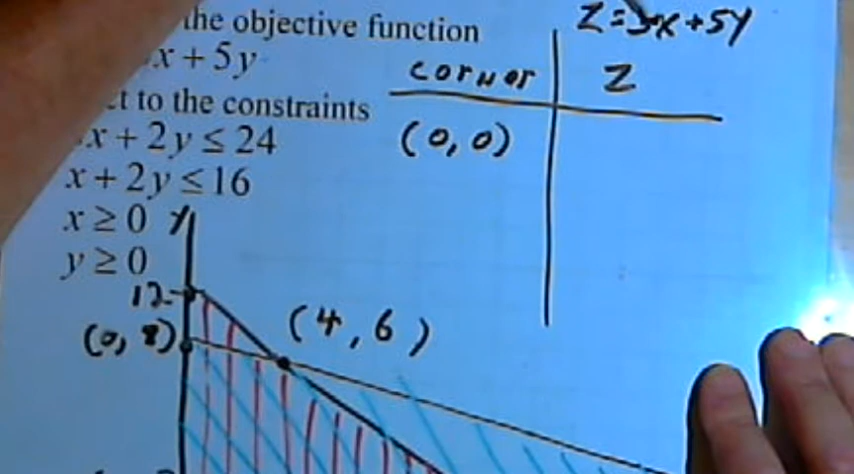 the objective function
x + 5y
to the constraints
x + 2y ≤ 24
x + 2y ≤ 16
x ≥ 0
y ≥ 0
Z = 3x + 5y
corner Z
(0, 0)
y
12
(0, 8)
(4, 6)